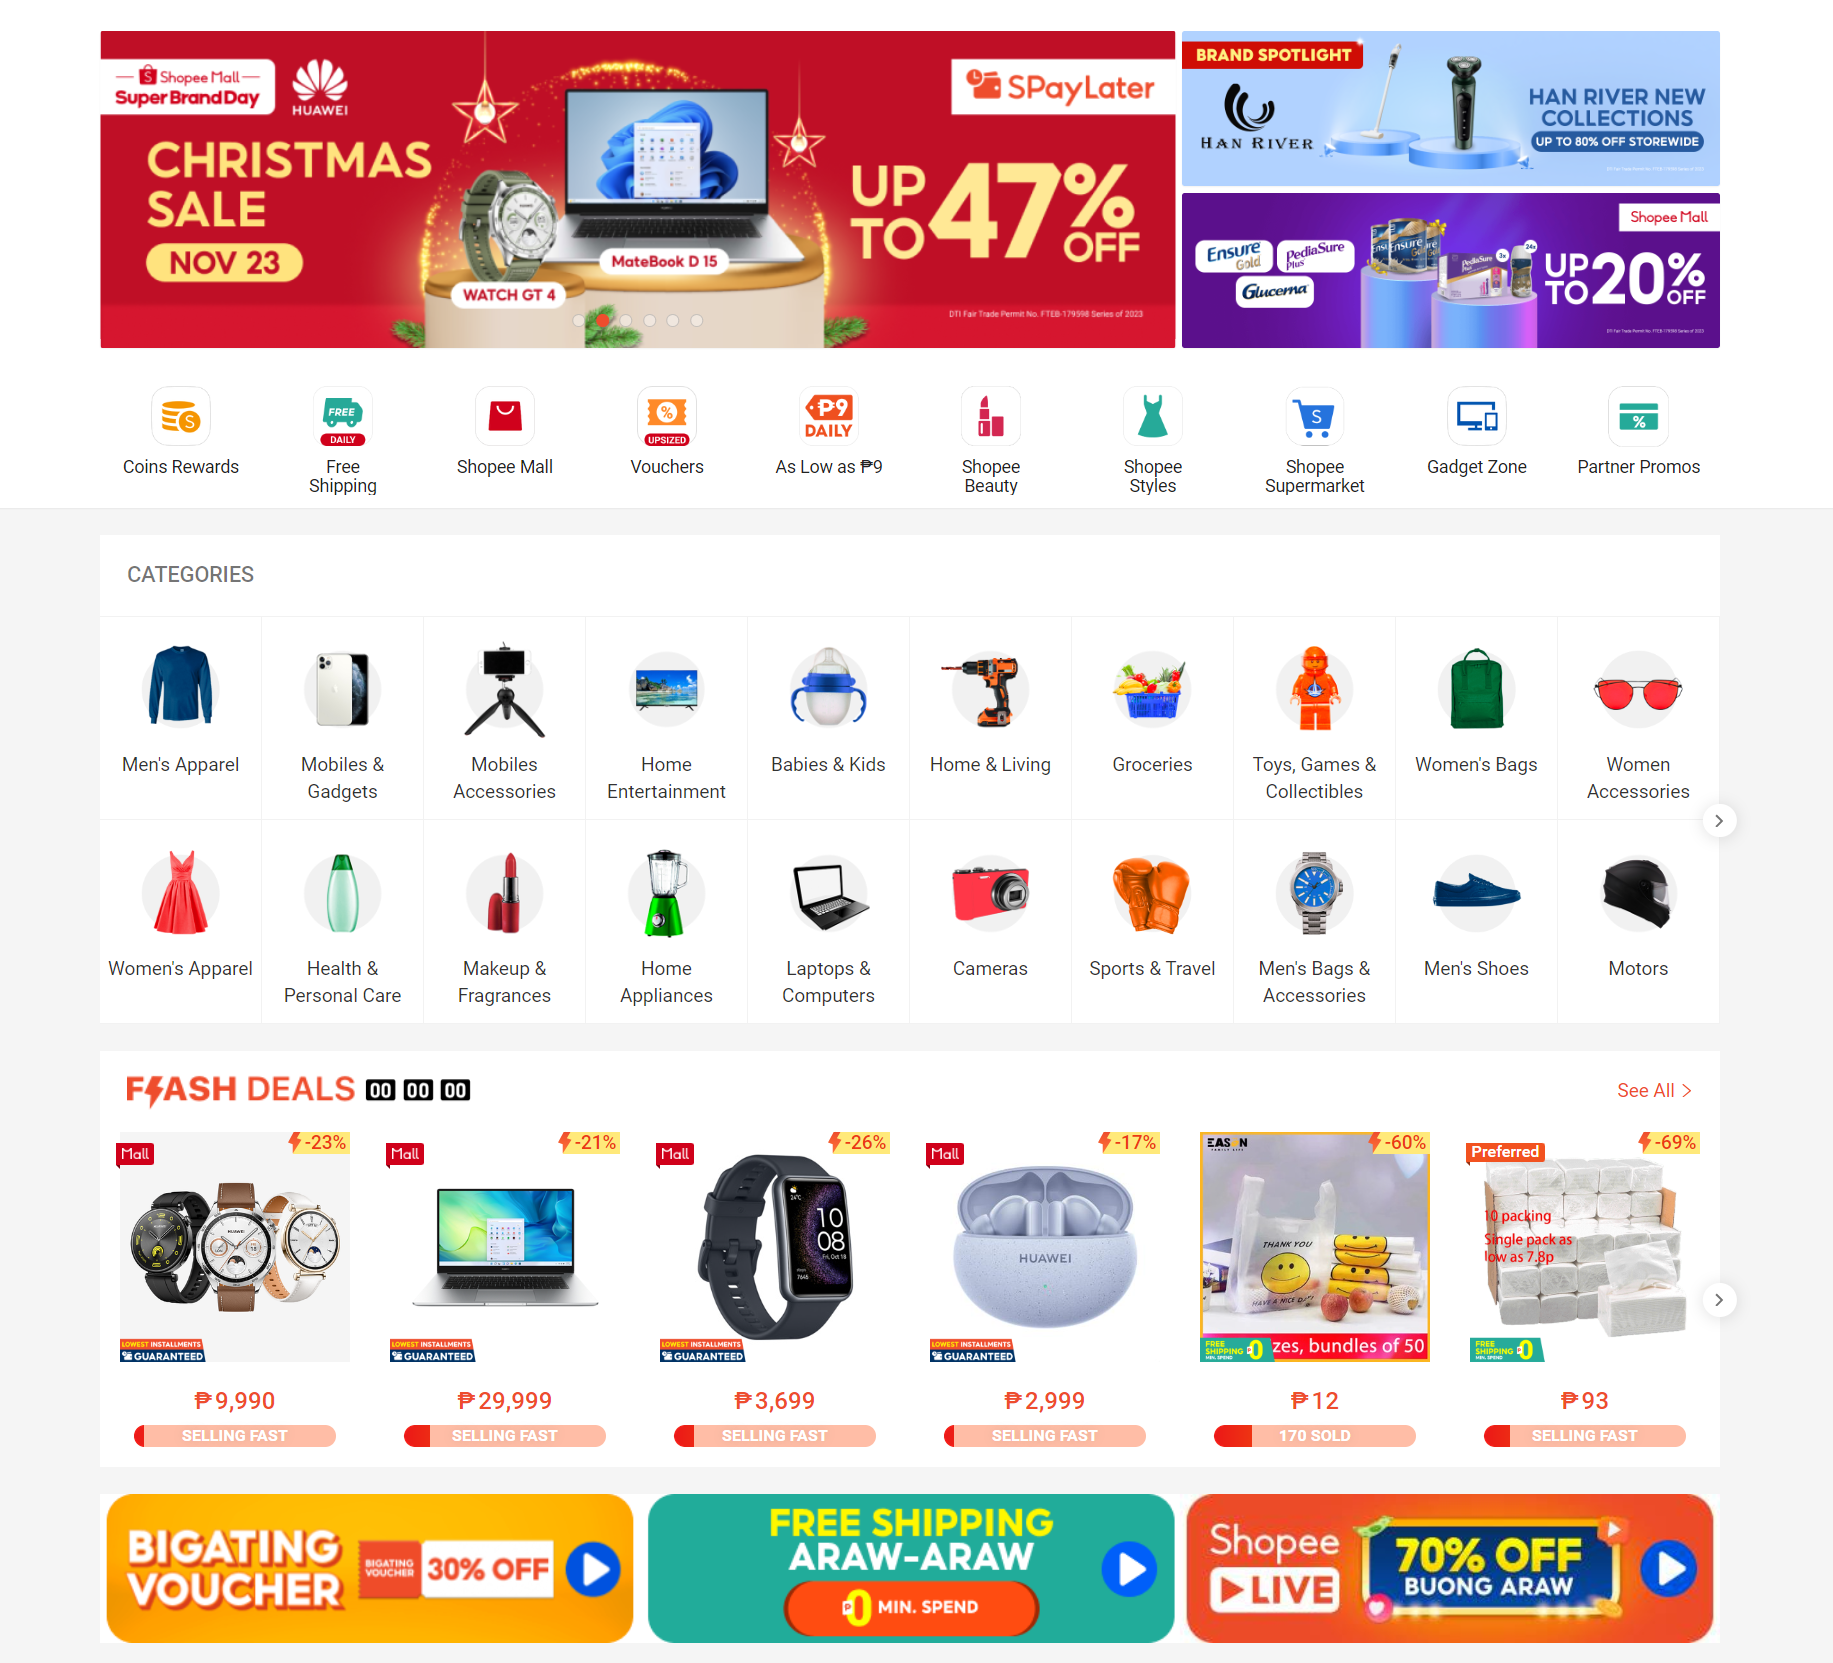 Shopee Mall
Super Brand Day
HUAWEI
SPayLater
CHRISTMAS
SALE
NOV 23
WATCH GT 4
MateBook D 15
UP
TO 47%
OFF
DTI Fair Trade Permit No. FTEB-179598 Series of 2023
BRAND SPOTLIGHT
HAN RIVER
HAN RIVER NEW
COLLECTIONS
UP TO 80% OFF STOREWIDE
Shopee Mall
Ensure
Gold
PediaSure
Plus
Glucerna
UP
TO 20%
OFF
FREE
DAILY
%
UPSIZED
₱9
DAILY
S
%
Coins Rewards
Free
Shipping
Shopee Mall
Vouchers
As Low as ₱9
Shopee
Beauty
Shopee
Styles
Shopee
Supermarket
Gadget Zone
Partner Promos
CATEGORIES
Men's Apparel
Mobiles &
Gadgets
Mobiles
Accessories
Home
Entertainment
Babies & Kids
Home & Living
Groceries
Toys, Games &
Collectibles
Women's Bags
Women
Accessories
Women's Apparel
Health &
Personal Care
Makeup &
Fragrances
Home
Appliances
Laptops &
Computers
Cameras
Sports & Travel
Men's Bags &
Accessories
Men's Shoes
Motors
FLASH DEALS 00 00 00
See All
Mall
-23%
LOWEST INSTALLMENTS
GUARANTEED
₱9,990
SELLING FAST
Mall
-21%
LOWEST INSTALLMENTS
GUARANTEED
₱29,999
SELLING FAST
Mall
-26%
10
08
Fri, Oct 18
LOWEST INSTALLMENTS
GUARANTEED
₱3,699
SELLING FAST
Mall
-17%
HUAWEI
LOWEST INSTALLMENTS
GUARANTEED
₱2,999
SELLING FAST
EASON
FAMILY LIFE
-60%
THANK YOU
HAVE A NICE DAY
FREE
SHIPPING ₱0
MIN. SPEND
zes, bundles of 50
₱12
170 SOLD
Preferred
-69%
10 packing
Single pack as
low as 7.8p
FREE
SHIPPING ₱0
MIN. SPEND
₱93
SELLING FAST
BIGATING
VOUCHER
BIGATING
VOUCHER
30% OFF
FREE SHIPPING
ARAW-ARAW
₱0 MIN. SPEND
Shopee
LIVE
70% OFF
BUONG ARAW